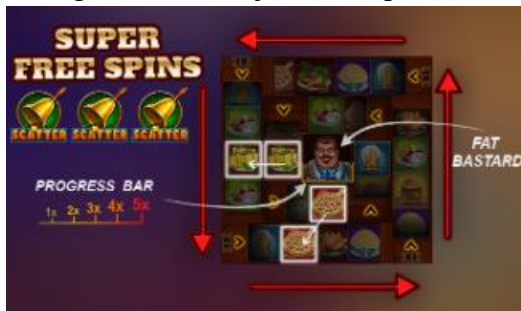 SUPER
FREE SPINS
SCATTER SCATTER SCATTER
FAT
BASTARD
PROGRESS BAR
1x 2x 3x 4x 5x